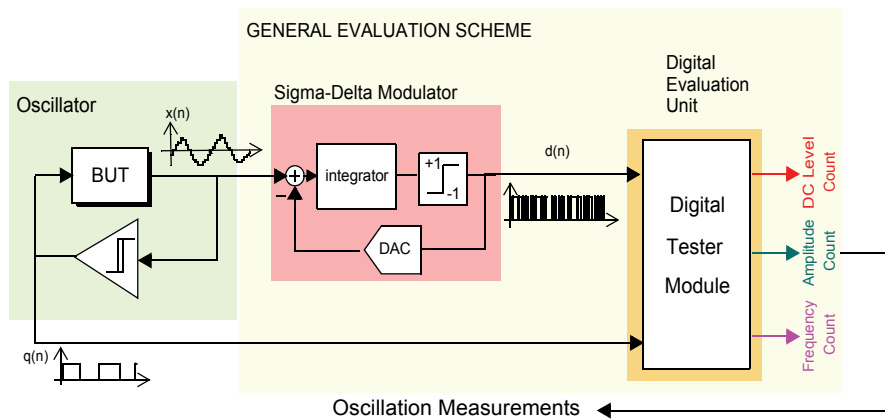 GENERAL EVALUATION SCHEME
Digital
Evaluation
Unit
Oscillator
Sigma-Delta Modulator
x(n)
BUT
+
−
integrator
+1
-1
d(n)
DAC
Digital
Tester
Module
DC Level
Count
Amplitude
Count
Frequency
Count
q(n)
Oscillation Measurements